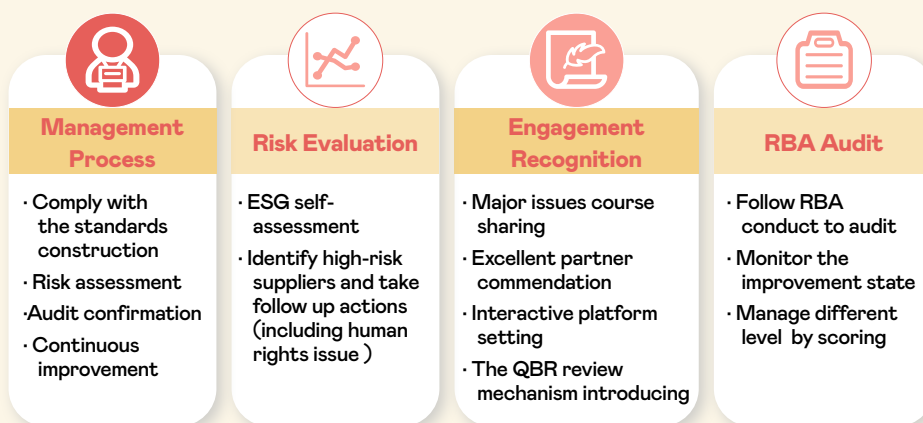 Management
Process
· Comply with
the standards
construction
· Risk assessment
·Audit confirmation
· Continuous
improvement
Risk Evaluation
· ESG self-
assessment
· Identify high-risk
suppliers and take
follow up actions
(including human
rights issue )
Engagement
Recognition
· Major issues course
sharing
· Excellent partner
commendation
· Interactive platform
setting
· The QBR review
mechanism introducing
RBA Audit
· Follow RBA
conduct to audit
· Monitor the
improvement state
· Manage different
level  by scoring